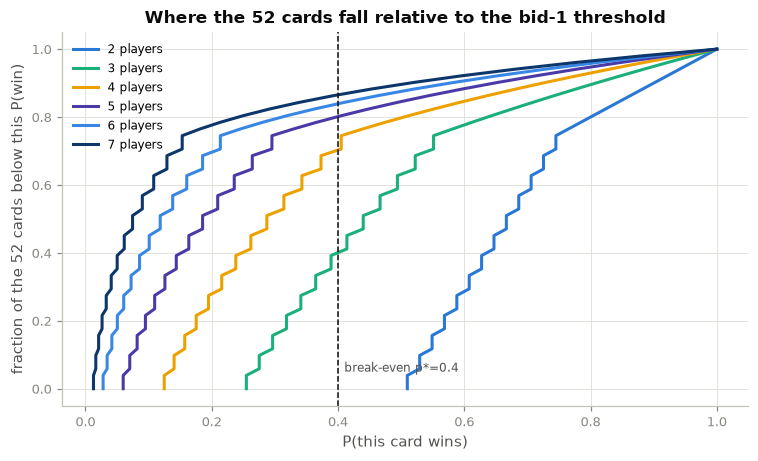 Where the 52 cards fall relative to the bid-1 threshold
fraction of the 52 cards below this P(win)
1.0
0.8
0.6
0.4
0.2
0.0
2 players
3 players
4 players
5 players
6 players
7 players
break-even p*=0.4
0.0
0.2
0.4
0.6
0.8
1.0
P(this card wins)